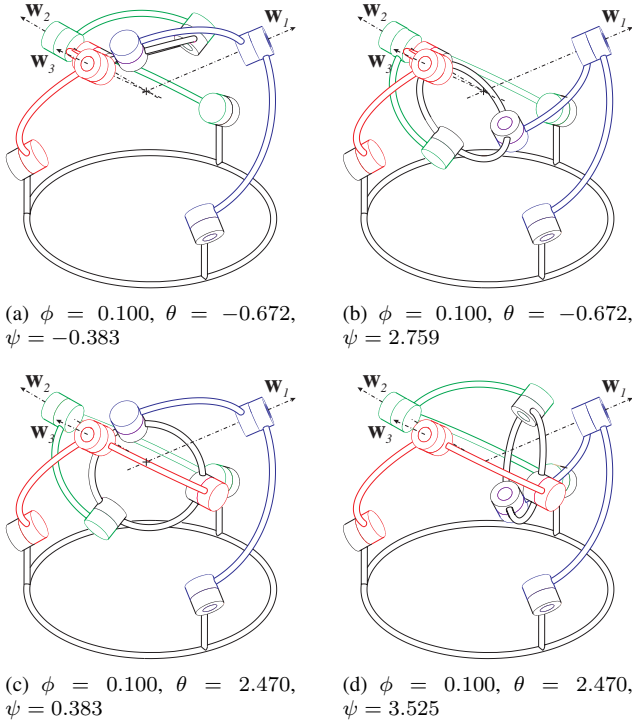 w₂ w₁ w₂ w₁
w₃ w₃
(a) ϕ = 0.100, θ = −0.672,
ψ = −0.383
(b) ϕ = 0.100, θ = −0.672,
ψ = 2.759
w₂ w₁ w₂ w₁
w₃ w₃
(c) ϕ = 0.100, θ = 2.470,
ψ = 0.383
(d) ϕ = 0.100, θ = 2.470,
ψ = 3.525